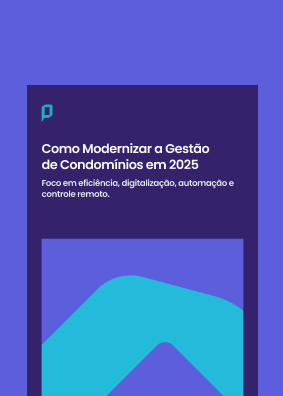 Como Modernizar a Gestão
de Condomínios em 2025
Foco em eficiência, digitalização, automação e
controle remoto.